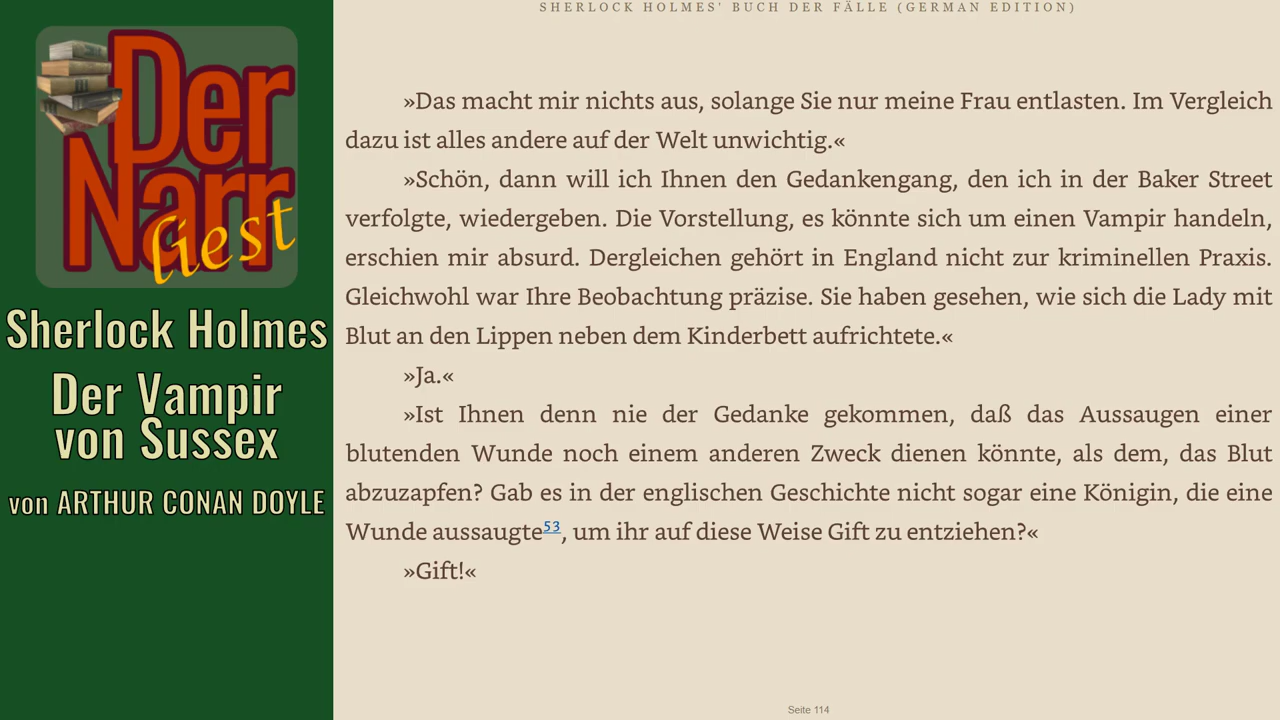 Der
Narr
liest
Sherlock Holmes
Der Vampir
von Sussex
von ARTHUR CONAN DOYLE
SHERLOCK HOLMES' BUCH DER FÄLLE (GERMAN EDITION)
»Das macht mir nichts aus, solange Sie nur meine Frau entlasten. Im Vergleich
dazu ist alles andere auf der Welt unwichtig.«
»Schön, dann will ich Ihnen den Gedankengang, den ich in der Baker Street
verfolgte, wiedergeben. Die Vorstellung, es könnte sich um einen Vampir handeln,
erschien mir absurd. Dergleichen gehört in England nicht zur kriminellen Praxis.
Gleichwohl war Ihre Beobachtung präzise. Sie haben gesehen, wie sich die Lady mit
Blut an den Lippen neben dem Kinderbett aufrichtete.«
»Ja.«
»Ist Ihnen denn nie der Gedanke gekommen, daß das Aussaugen einer
blutenden Wunde noch einem anderen Zweck dienen könnte, als dem, das Blut
abzuzapfen? Gab es in der englischen Geschichte nicht sogar eine Königin, die eine
Wunde aussaugte53, um ihr auf diese Weise Gift zu entziehen?«
»Gift!«
Seite 114